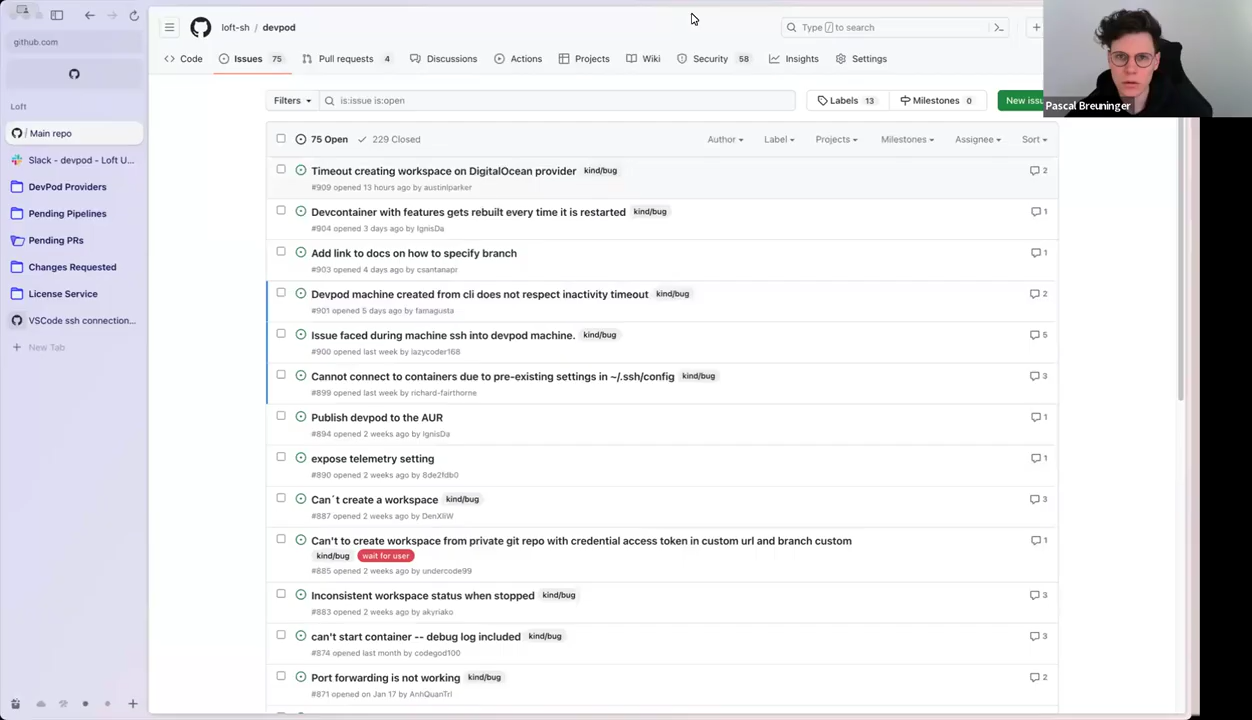 github.com
Loft
/ Main repo
Slack - devpod - Loft U...
DevPod Providers
Pending Pipelines
Pending PRs
Changes Requested
License Service
VSCode ssh connection...
New Tab
loft-sh / devpod
Type / to search
Code
Issues 75
Pull requests 4
Discussions
Actions
Projects
Wiki
Security 58
Insights
Settings
Filters
is:issue is:open
Labels 13
Milestones 0
New issu
Pascal Breuninger
75 Open
229 Closed
Author
Label
Projects
Milestones
Assignee
Sort
Timeout creating workspace on DigitalOcean provider kind/bug 2
#909 opened 13 hours ago by austinlparker
Devcontainer with features gets rebuilt every time it is restarted kind/bug 1
#904 opened 3 days ago by IgnisDa
Add link to docs on how to specify branch 1
#903 opened 4 days ago by csantanapr
Devpod machine created from cli does not respect inactivity timeout kind/bug 2
#901 opened 5 days ago by famagusta
Issue faced during machine ssh into devpod machine. kind/bug 5
#900 opened last week by lazycoder168
Cannot connect to containers due to pre-existing settings in ~/.ssh/config kind/bug 3
#899 opened last week by richard-fairthorne
Publish devpod to the AUR 1
#894 opened 2 weeks ago by IgnisDa
expose telemetry setting 1
#890 opened 2 weeks ago by 8de2fdb0
Can´t create a workspace kind/bug 3
#887 opened 2 weeks ago by DenXliW
Can't to create workspace from private git repo with credential access token in custom url and branch custom 1
kind/bug wait for user
#885 opened 2 weeks ago by undercode99
Inconsistent workspace status when stopped kind/bug 3
#883 opened 2 weeks ago by akyriako
can't start container -- debug log included kind/bug 3
#874 opened last month by codegod100
Port forwarding is not working kind/bug 2
#871 opened on Jan 17 by AnhQuanTrl